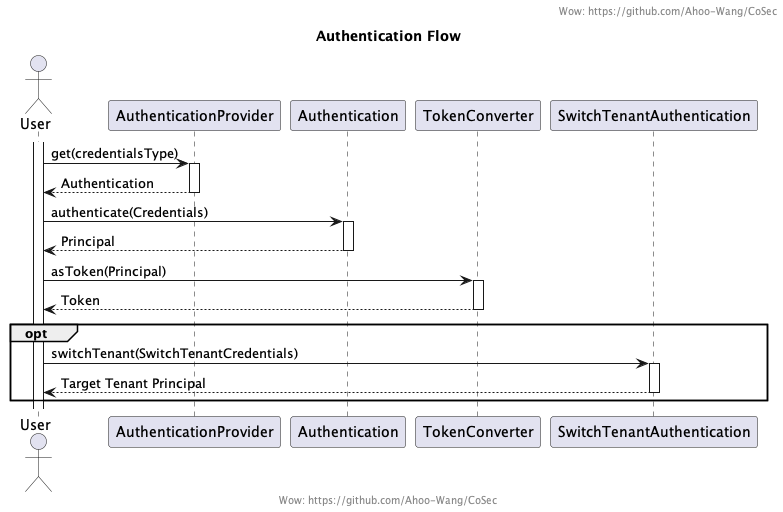 Wow: https://github.com/Ahoo-Wang/CoSec
Authentication Flow
User
AuthenticationProvider
Authentication
TokenConverter
SwitchTenantAuthentication
get(credentialsType)
Authentication
authenticate(Credentials)
Principal
asToken(Principal)
Token
opt
switchTenant(SwitchTenantCredentials)
Target Tenant Principal
User
AuthenticationProvider
Authentication
TokenConverter
SwitchTenantAuthentication
Wow: https://github.com/Ahoo-Wang/CoSec